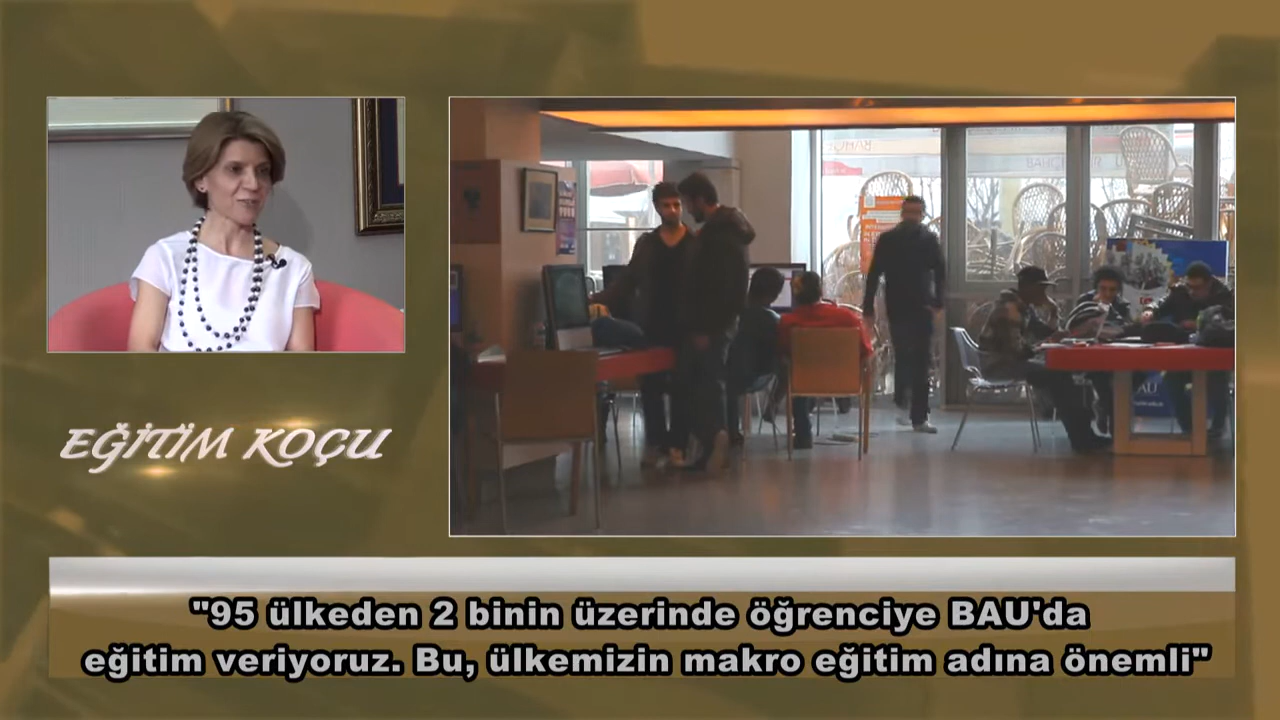 EĞİTİM KOÇU
"95 ülkeden 2 binin üzerinde öğrenciye BAU'da
eğitim veriyoruz. Bu, ülkemizin makro eğitim adına önemli"